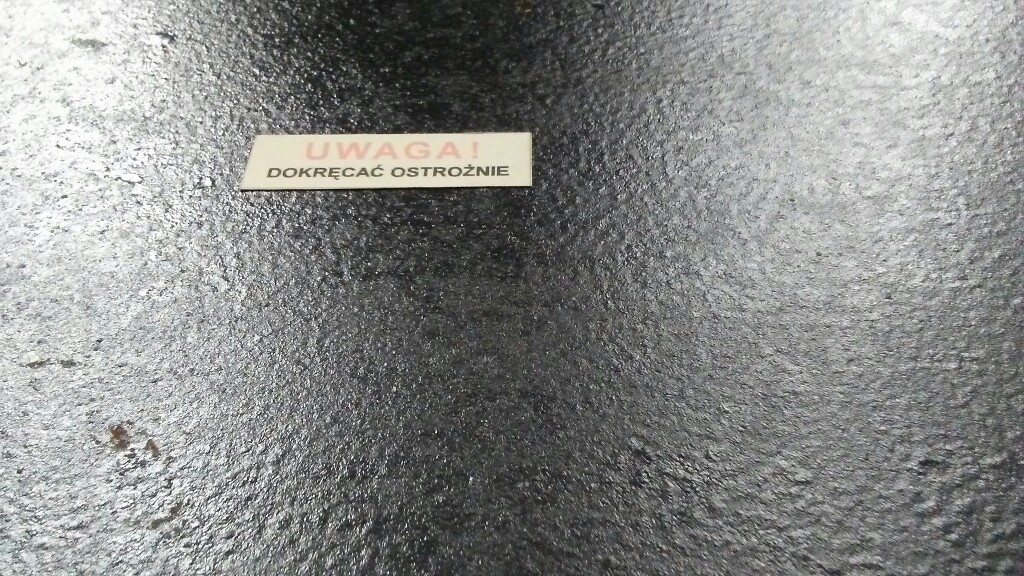 UWAGA!
DOKRĘCAĆ OSTROŻNIE